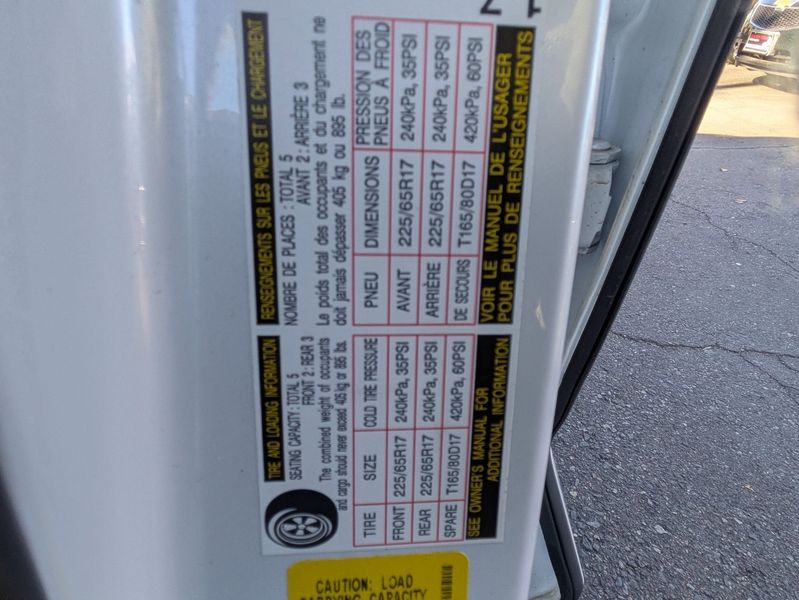 TIRE AND LOADING INFORMATION
SEATING CAPACITY : TOTAL 5
FRONT 2 : REAR 3
The combined weight of occupants
and cargo should never exceed 405 kg or 895 lbs.
TIRE SIZE COLD TIRE PRESSURE
FRONT 225/65R17 240kPa, 35PSI
REAR 225/65R17 240kPa, 35PSI
SPARE T165/80D17 420kPa, 60PSI
SEE OWNER'S MANUAL FOR
ADDITIONAL INFORMATION
RENSEIGNEMENTS SUR LES PNEUS ET LE CHARGEMENT
NOMBRE DE PLACES : TOTAL 5
AVANT 2 : ARRIÈRE 3
Le poids total des occupants et du chargement ne
doit jamais dépasser 405 kg ou 895 lb.
PNEU DIMENSIONS PRESSION DES
PNEUS À FROID
AVANT 225/65R17 240kPa, 35PSI
ARRIÈRE 225/65R17 240kPa, 35PSI
DE SECOURS T165/80D17 420kPa, 60PSI
VOIR LE MANUEL DE L'USAGER
POUR PLUS DE RENSEIGNEMENTS
CAUTION: LOAD
CARRYING CAPACITY